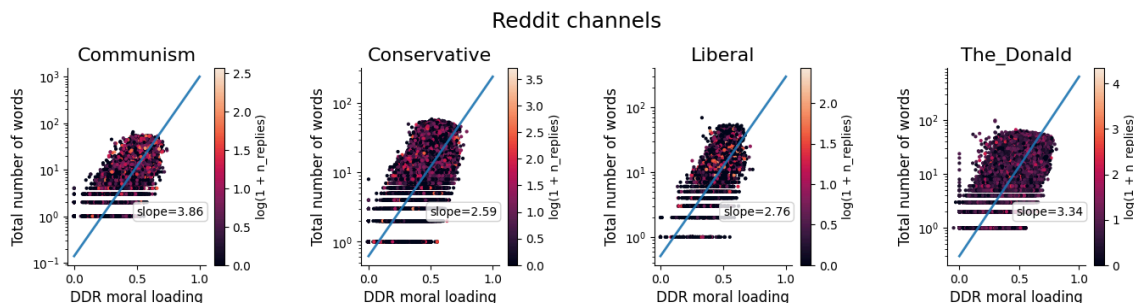 Reddit channels
Communism
Total number of words
10³
10²
10¹
10⁰
10⁻¹
0.0 0.5 1.0
DDR moral loading
slope=3.86
2.5
2.0
1.5
1.0
0.5
0.0
log(1 + n_replies)
Conservative
Total number of words
10²
10¹
10⁰
0.0 0.5 1.0
DDR moral loading
slope=2.59
3.5
3.0
2.5
2.0
1.5
1.0
0.5
0.0
log(1 + n_replies)
Liberal
Total number of words
10²
10¹
10⁰
0.0 0.5 1.0
DDR moral loading
slope=2.76
2.0
1.5
1.0
0.5
0.0
log(1 + n_replies)
The_Donald
Total number of words
10²
10¹
10⁰
0.0 0.5 1.0
DDR moral loading
slope=3.34
4
3
2
1
0
log(1 + n_replies)